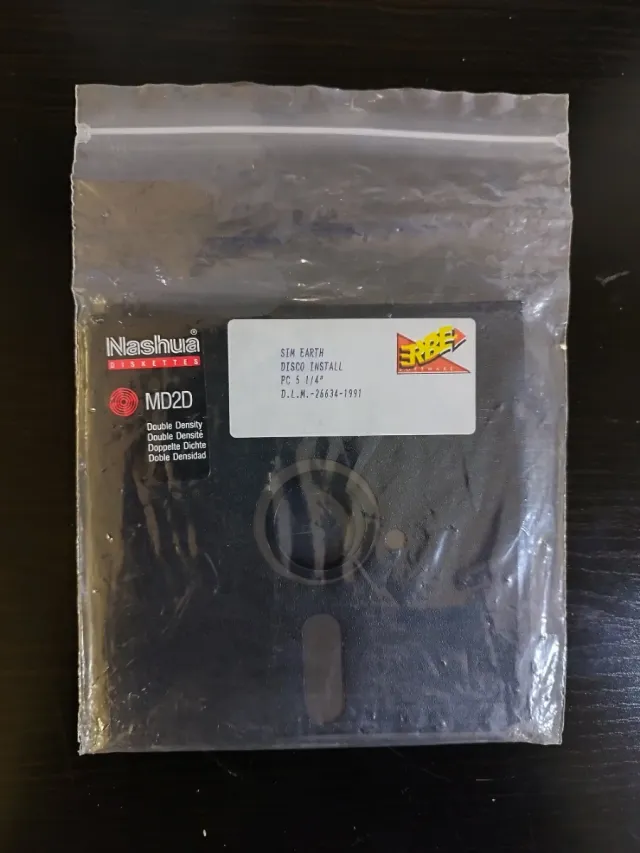 Nashua®
DISKETTES
MD2D
Double Density
Double Densité
Doppelte Dichte
Doble Densidad
SIM EARTH
DISCO INSTALL
PC 5 1/4"
D.L.M.-26634-1991
ERBE
SOFTWARE